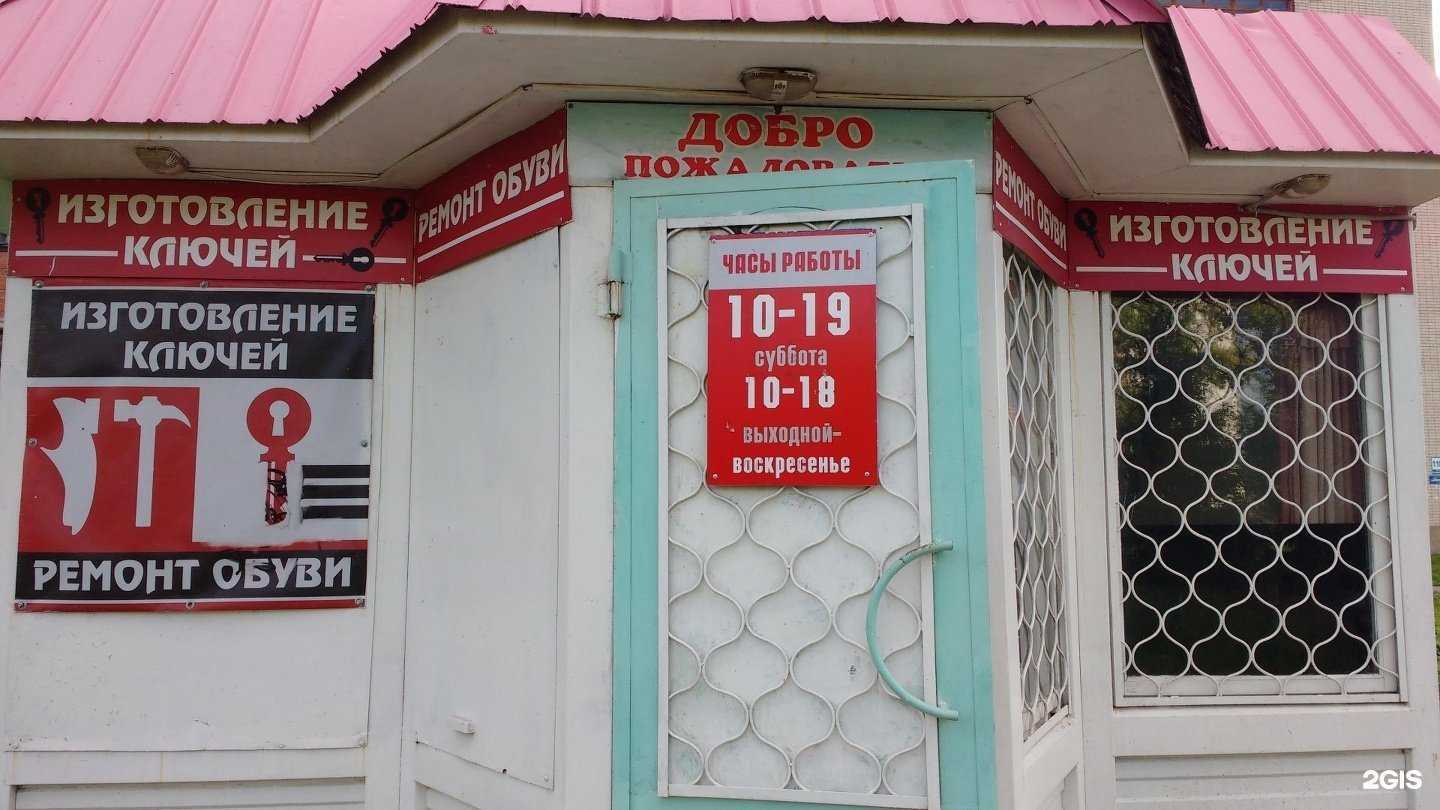 ДОБРО
ПОЖАЛОВАТЬ
ИЗГОТОВЛЕНИЕ
КЛЮЧЕЙ
РЕМОНТ ОБУВИ
РЕМОНТ ОБУВИ
ИЗГОТОВЛЕНИЕ
КЛЮЧЕЙ
ИЗГОТОВЛЕНИЕ
КЛЮЧЕЙ
РЕМОНТ ОБУВИ
ЧАСЫ РАБОТЫ
10-19
суббота
10-18
выходной-
воскресенье
2GIS